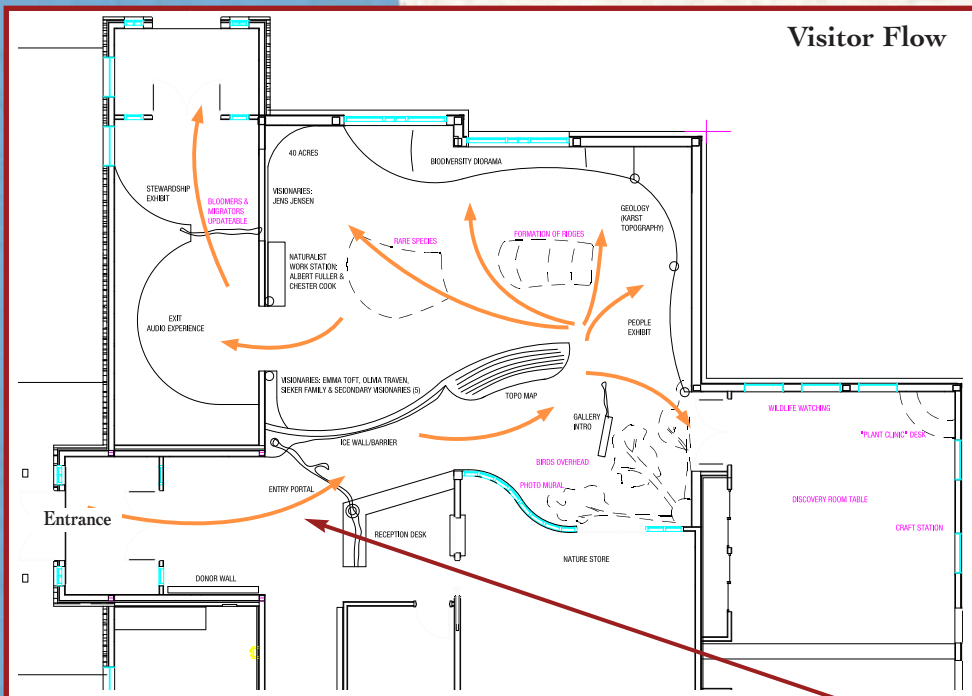 Visitor Flow
40 ACRES
BIODIVERSITY DIORAMA
STEWARDSHIP
EXHIBIT
BLOOMERS &
MIGRATORS
UPDATEABLE
VISIONARIES:
JENS JENSEN
GEOLOGY
(KARST
TOPOGRAPHY)
RARE SPECIES
FORMATION OF RIDGES
NATURALIST
WORK STATION:
ALBERT FULLER &
CHESTER COOK
EXIT
AUDIO EXPERIENCE
PEOPLE
EXHIBIT
VISIONARIES: EMMA TOFT, OLIVIA TRAVEN,
SIEKER FAMILY & SECONDARY VISIONARIES (5)
TOPO MAP
GALLERY
INTRO
WILDLIFE WATCHING
"PLANT CLINIC" DESK
ICE WALL/BARRIER
BIRDS OVERHEAD
PHOTO MURAL
ENTRY PORTAL
DISCOVERY ROOM TABLE
Entrance
RECEPTION DESK
CRAFT STATION
NATURE STORE
DONOR WALL